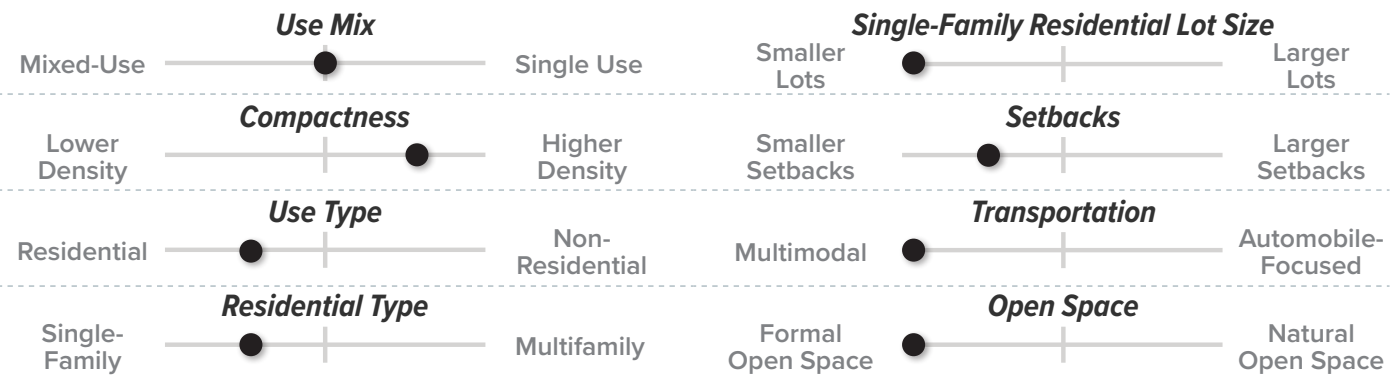 Use Mix
Mixed-Use
Single Use
Compactness
Lower
Density
Higher
Density
Use Type
Residential
Non-
Residential
Residential Type
Single-
Family
Multifamily
Single-Family Residential Lot Size
Smaller
Lots
Larger
Lots
Setbacks
Smaller
Setbacks
Larger
Setbacks
Transportation
Multimodal
Automobile-
Focused
Open Space
Formal
Open Space
Natural
Open Space